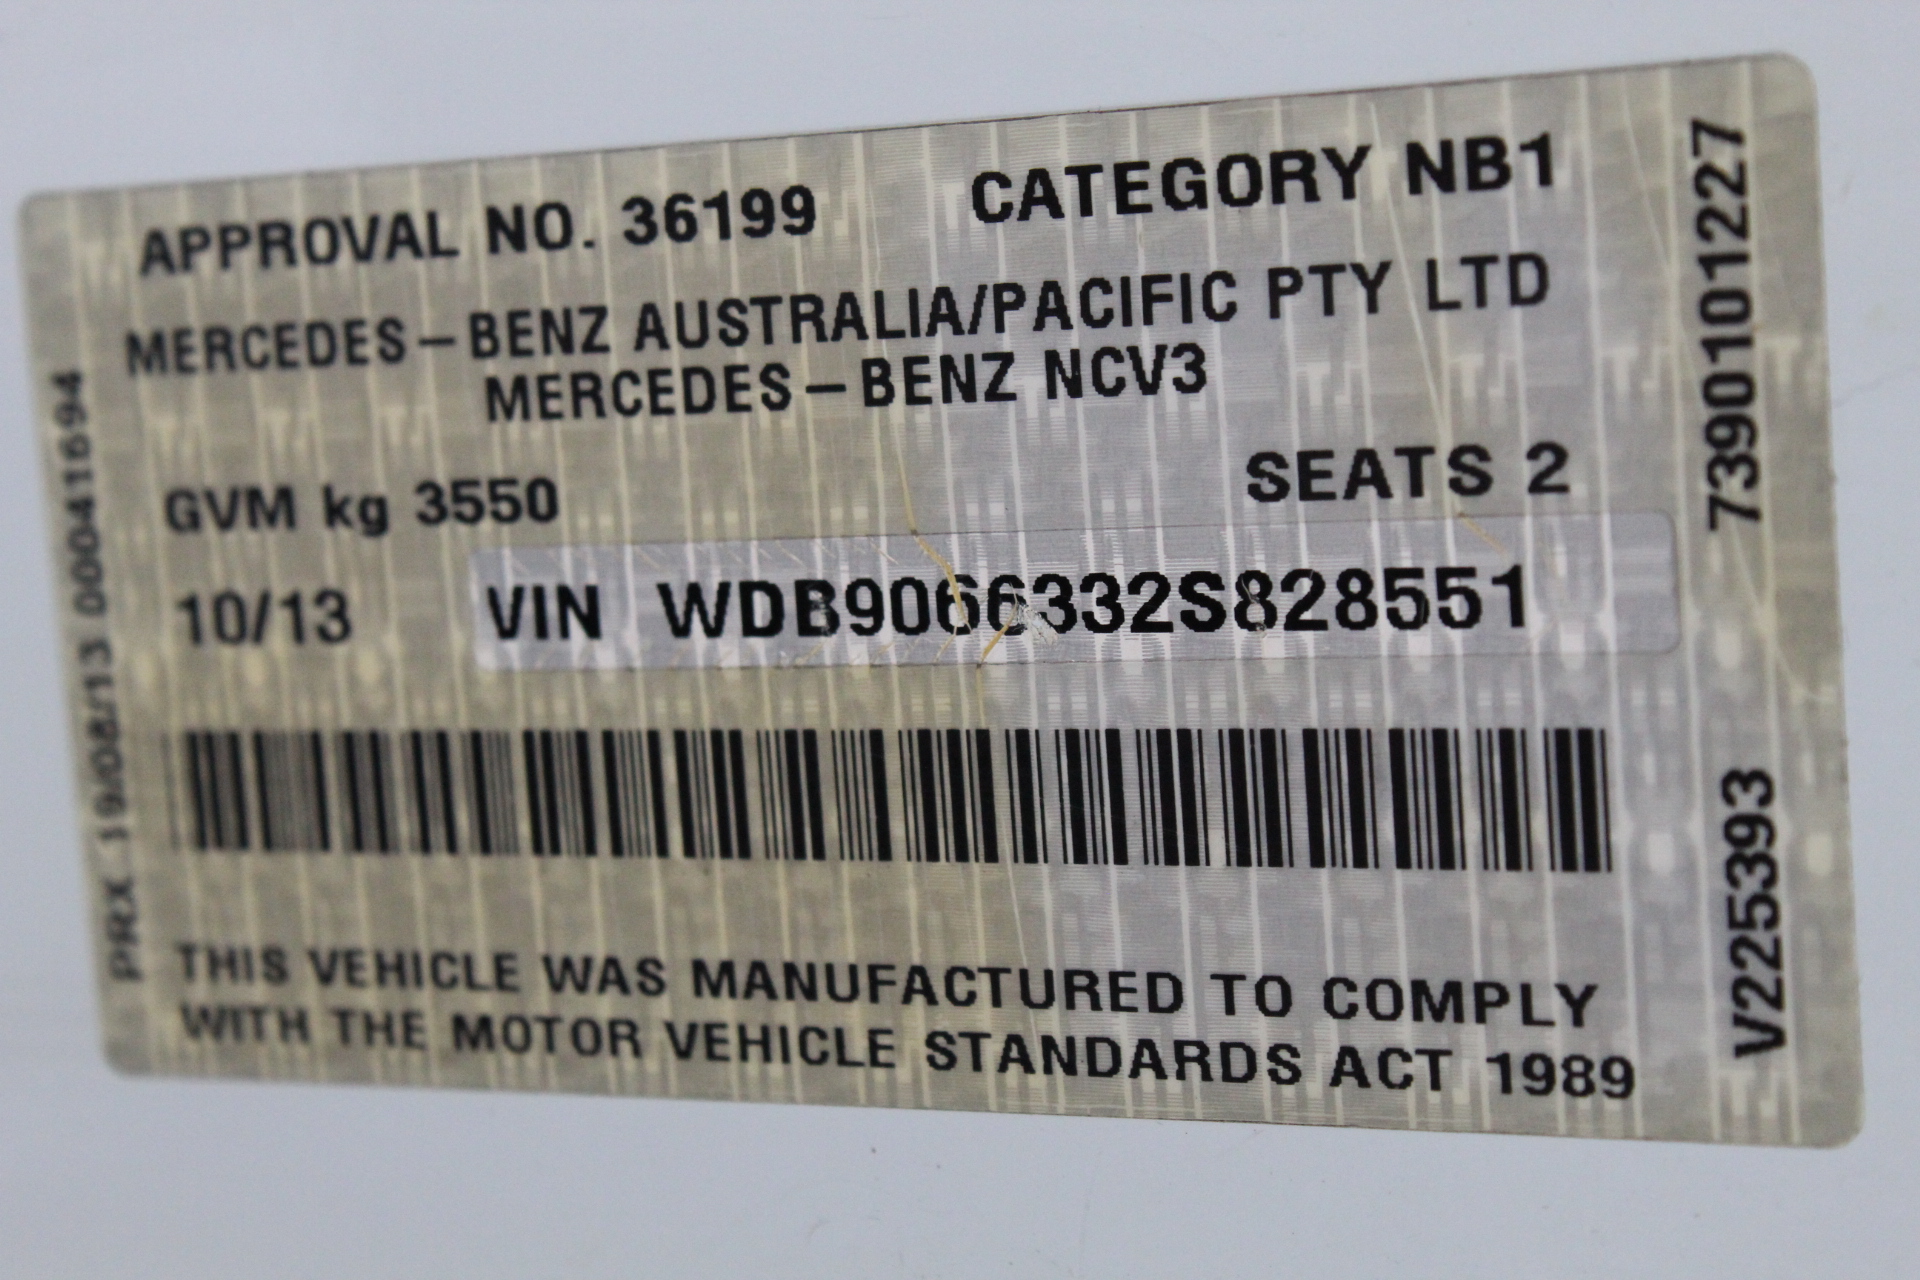 APPROVAL NO. 36199
CATEGORY NB1
MERCEDES-BENZ AUSTRALIA/PACIFIC PTY LTD
MERCEDES-BENZ NCV3
GVM kg 3550
SEATS 2
10/13
VIN WDB9066332S828551
THIS VEHICLE WAS MANUFACTURED TO COMPLY
WITH THE MOTOR VEHICLE STANDARDS ACT 1989
PRX 19/08/13 000411694
V225393
7390101227